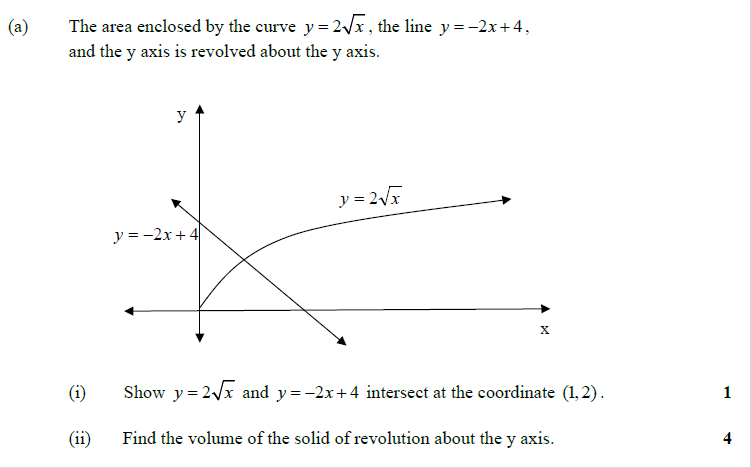 (a) The area enclosed by the curve y = 2√x, the line y = −2x + 4,
and the y axis is revolved about the y axis.
y
y = 2√x
y = −2x + 4
x
(i) Show y = 2√x and y = −2x + 4 intersect at the coordinate (1, 2). 1
(ii) Find the volume of the solid of revolution about the y axis. 4